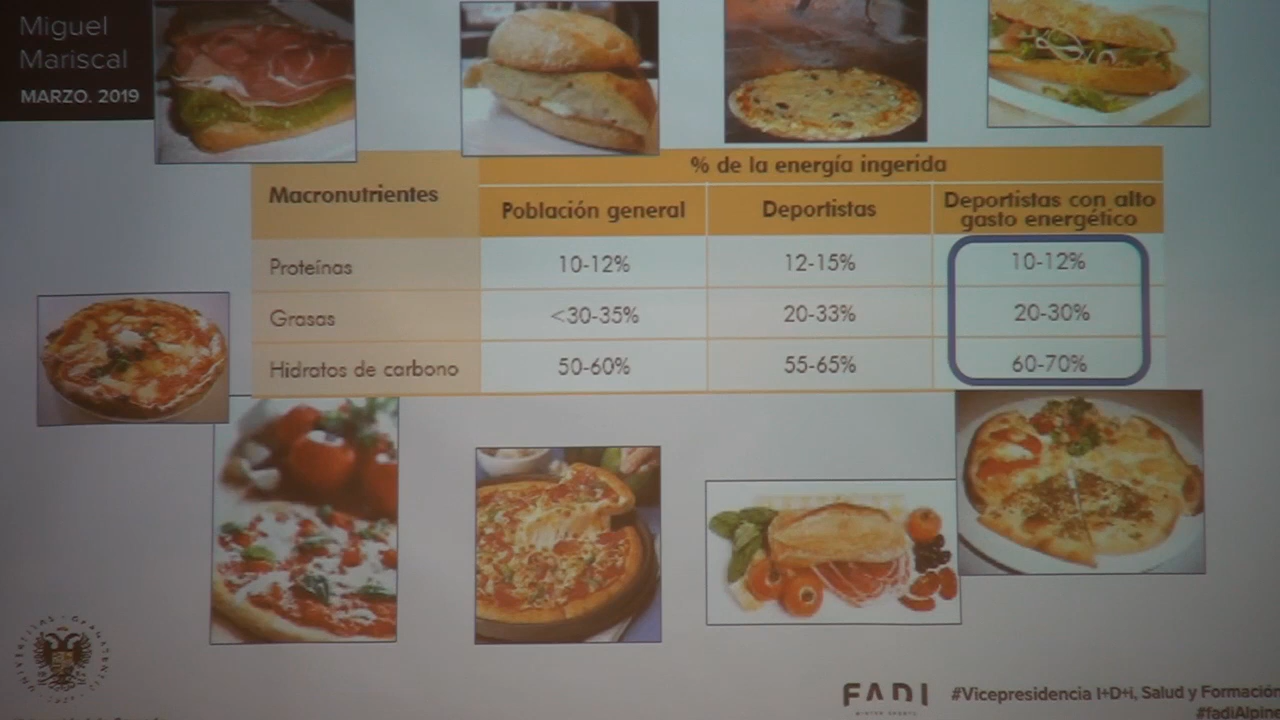 Miguel
Mariscal
MARZO. 2019
% de la energía ingerida
Macronutrientes
Población general
Deportistas
Deportistas con alto
gasto energético
Proteínas
10-12%
12-15%
10-12%
Grasas
<30-35%
20-33%
20-30%
Hidratos de carbono
50-60%
55-65%
60-70%
FADI
#Vicepresidencia I+D+i, Salud y Formación
#fadiAlpine